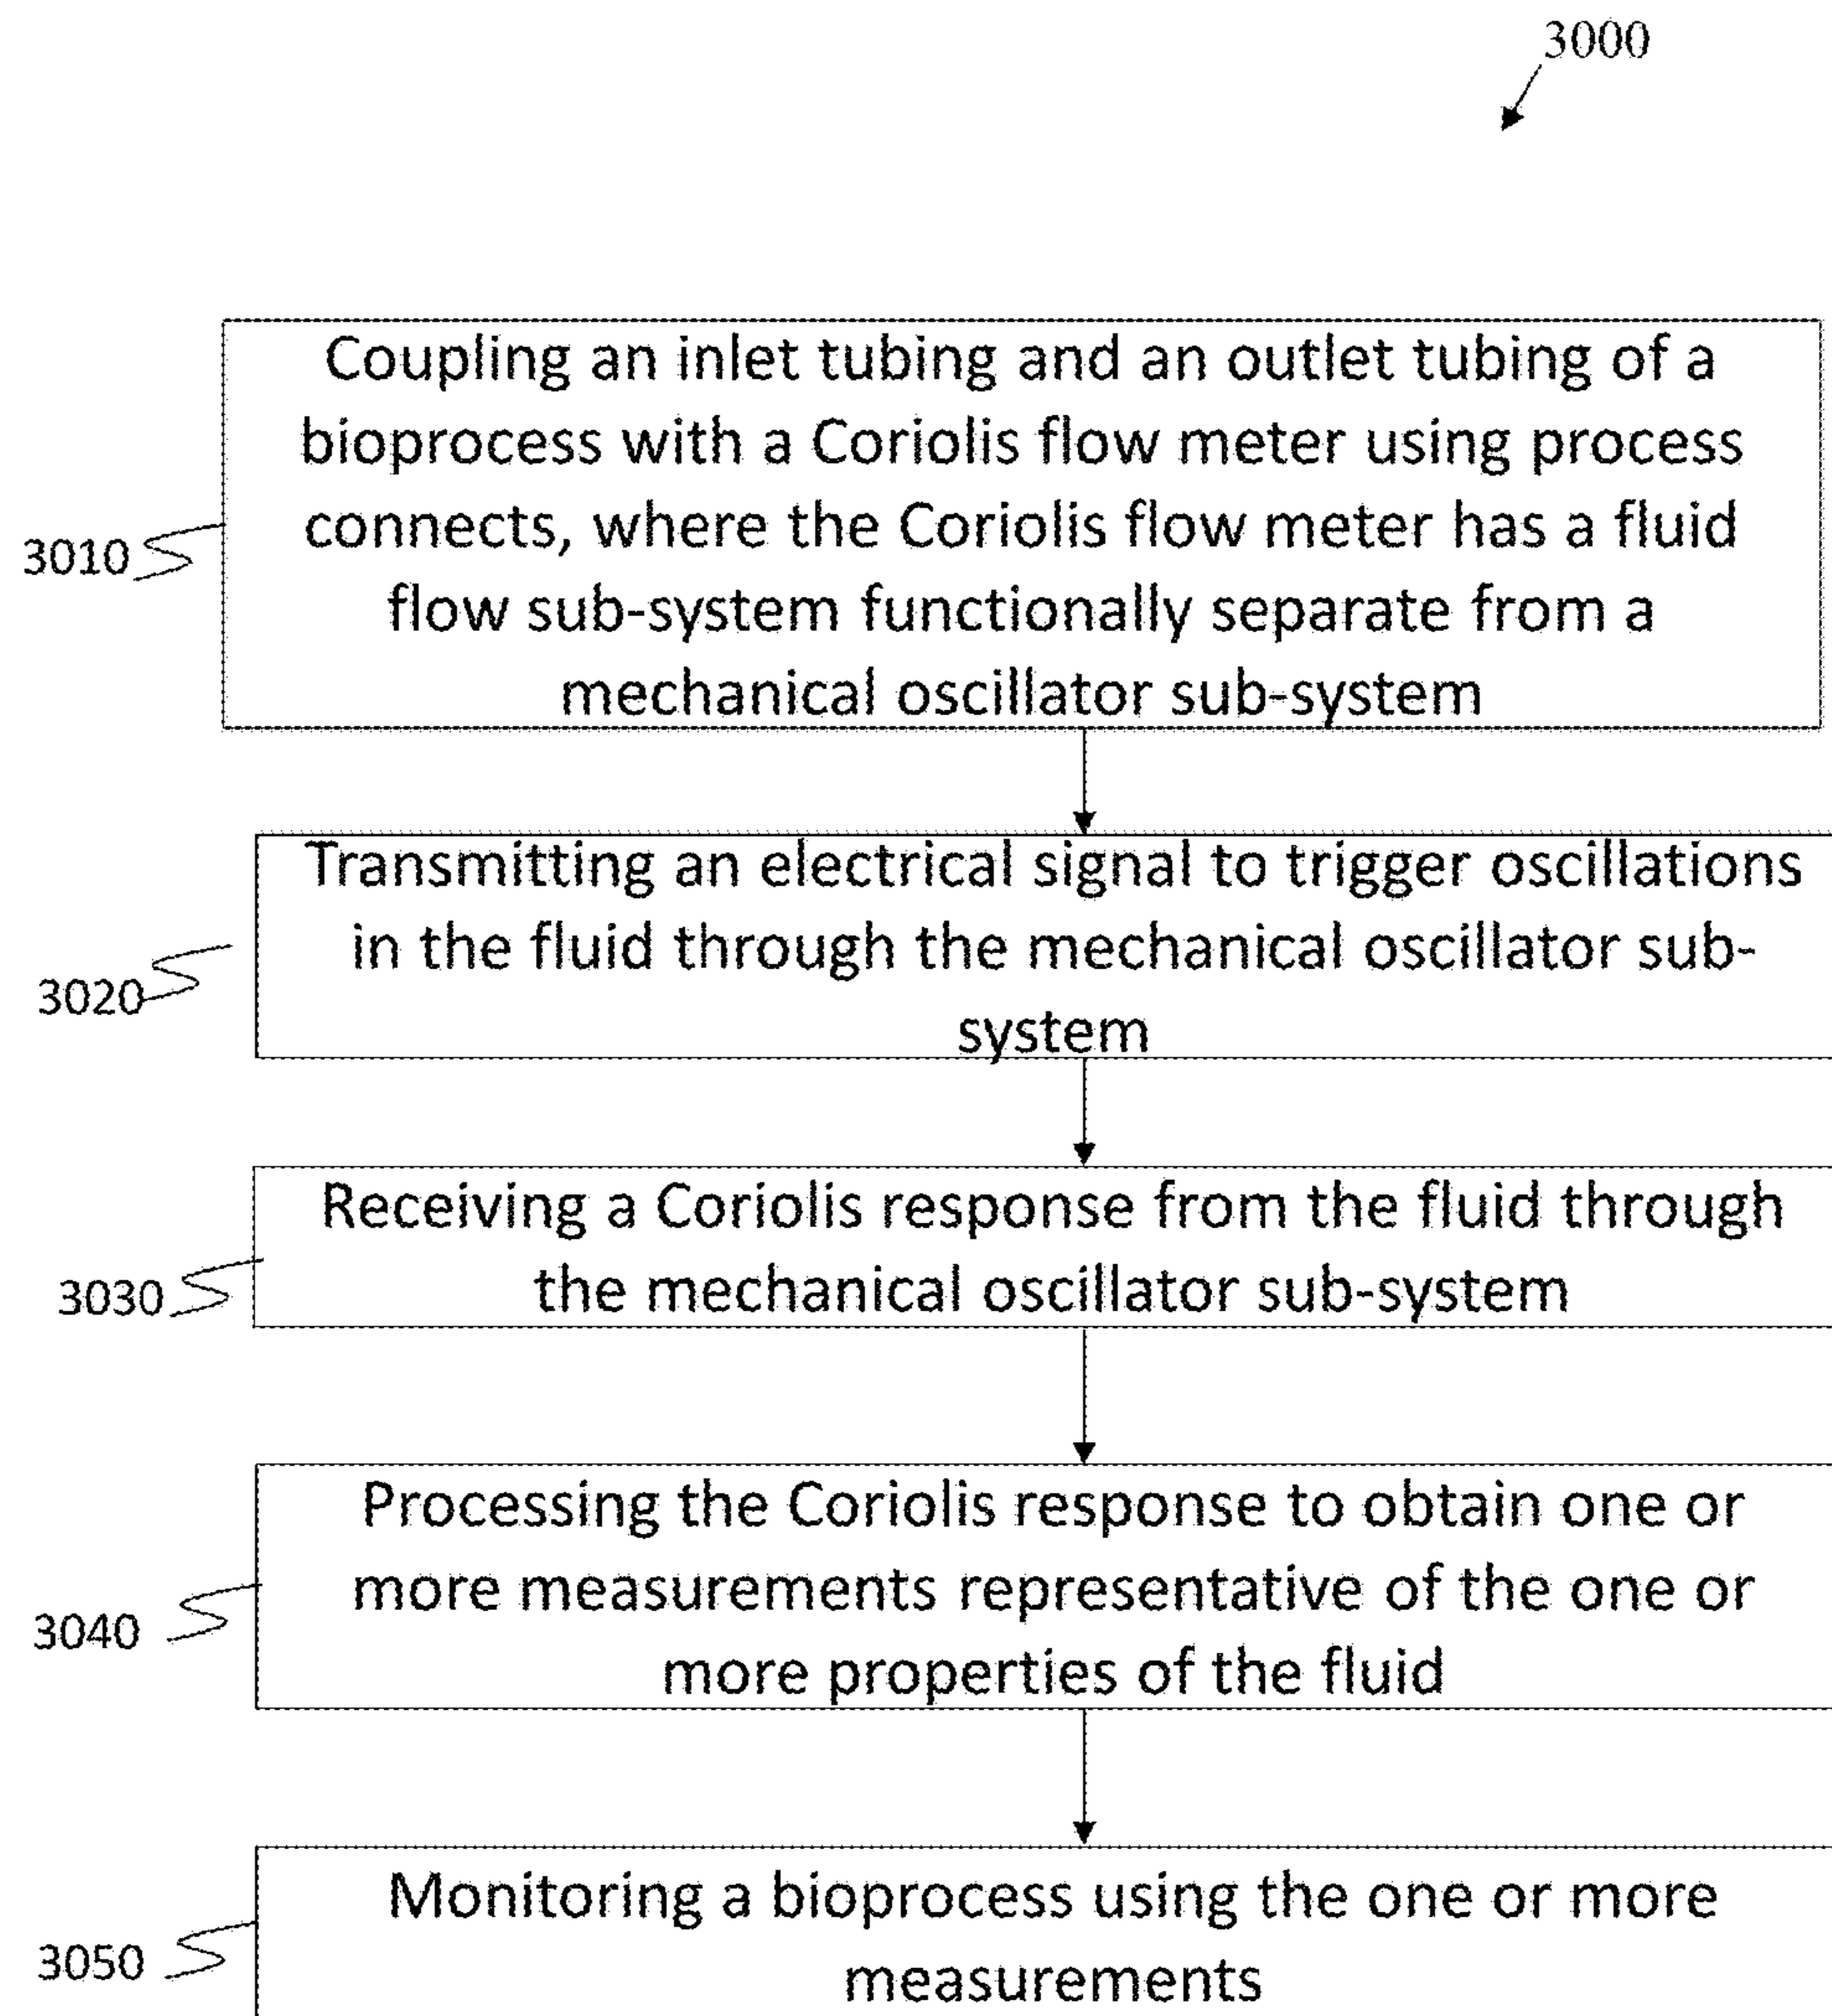 3000
Coupling an inlet tubing and an outlet tubing of a
bioprocess with a Coriolis flow meter using process
connects, where the Coriolis flow meter has a fluid
flow sub-system functionally separate from a
mechanical oscillator sub-system
3010
Transmitting an electrical signal to trigger oscillations
in the fluid through the mechanical oscillator sub-
system
3020
Receiving a Coriolis response from the fluid through
the mechanical oscillator sub-system
3030
Processing the Coriolis response to obtain one or
more measurements representative of the one or
more properties of the fluid
3040
Monitoring a bioprocess using the one or more
measurements
3050